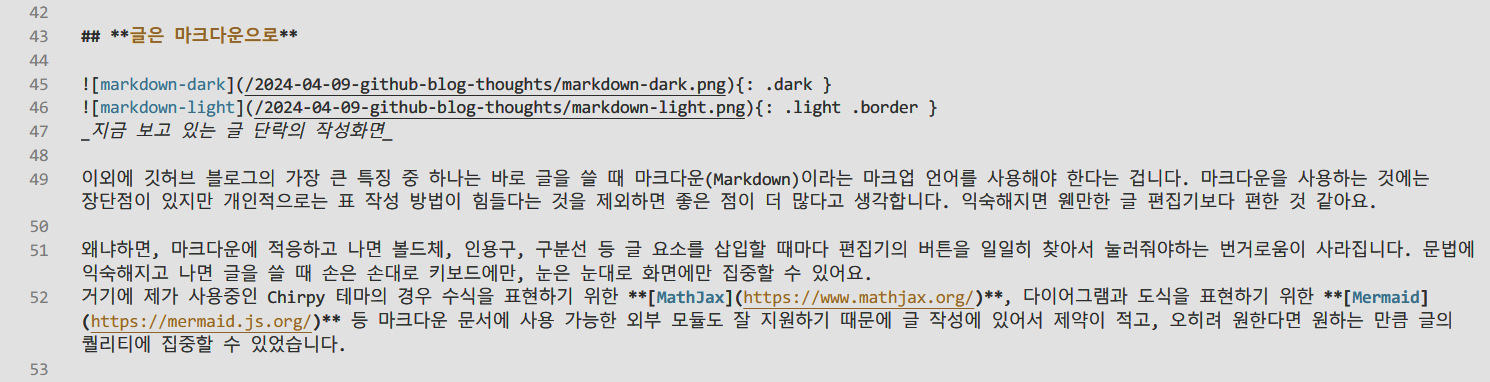 42
43 ## **글은 마크다운으로**
44
45 ![markdown-dark](/2024-04-09-github-blog-thoughts/markdown-dark.png){: .dark }
46 ![markdown-light](/2024-04-09-github-blog-thoughts/markdown-light.png){: .light .border }
47 _지금 보고 있는 글 단락의 작성화면_
48
49 이외에 깃허브 블로그의 가장 큰 특징 중 하나는 바로 글을 쓸 때 마크다운(Markdown)이라는 마크업 언어를 사용해야 한다는 겁니다. 마크다운을 사용하는 것에는
장단점이 있지만 개인적으로는 표 작성 방법이 힘들다는 것을 제외하면 좋은 점이 더 많다고 생각합니다. 익숙해지면 웬만한 글 편집기보다 편한 것 같아요.
50
51 왜냐하면, 마크다운에 적응하고 나면 볼드체, 인용구, 구분선 등 글 요소를 삽입할 때마다 편집기의 버튼을 일일히 찾아서 눌러줘야하는 번거로움이 사라집니다. 문법에
익숙해지고 나면 글을 쓸 때 손은 손대로 키보드에만, 눈은 눈대로 화면에만 집중할 수 있어요.
52 거기에 제가 사용중인 Chirpy 테마의 경우 수식을 표현하기 위한 **[MathJax](https://www.mathjax.org/)**, 다이어그램과 도식을 표현하기 위한 **[Mermaid]
(https://mermaid.js.org/)** 등 마크다운 문서에 사용 가능한 외부 모듈도 잘 지원하기 때문에 글 작성에 있어서 제약이 적고, 오히려 원한다면 원하는 만큼 글의
퀄리티에 집중할 수 있었습니다.
53